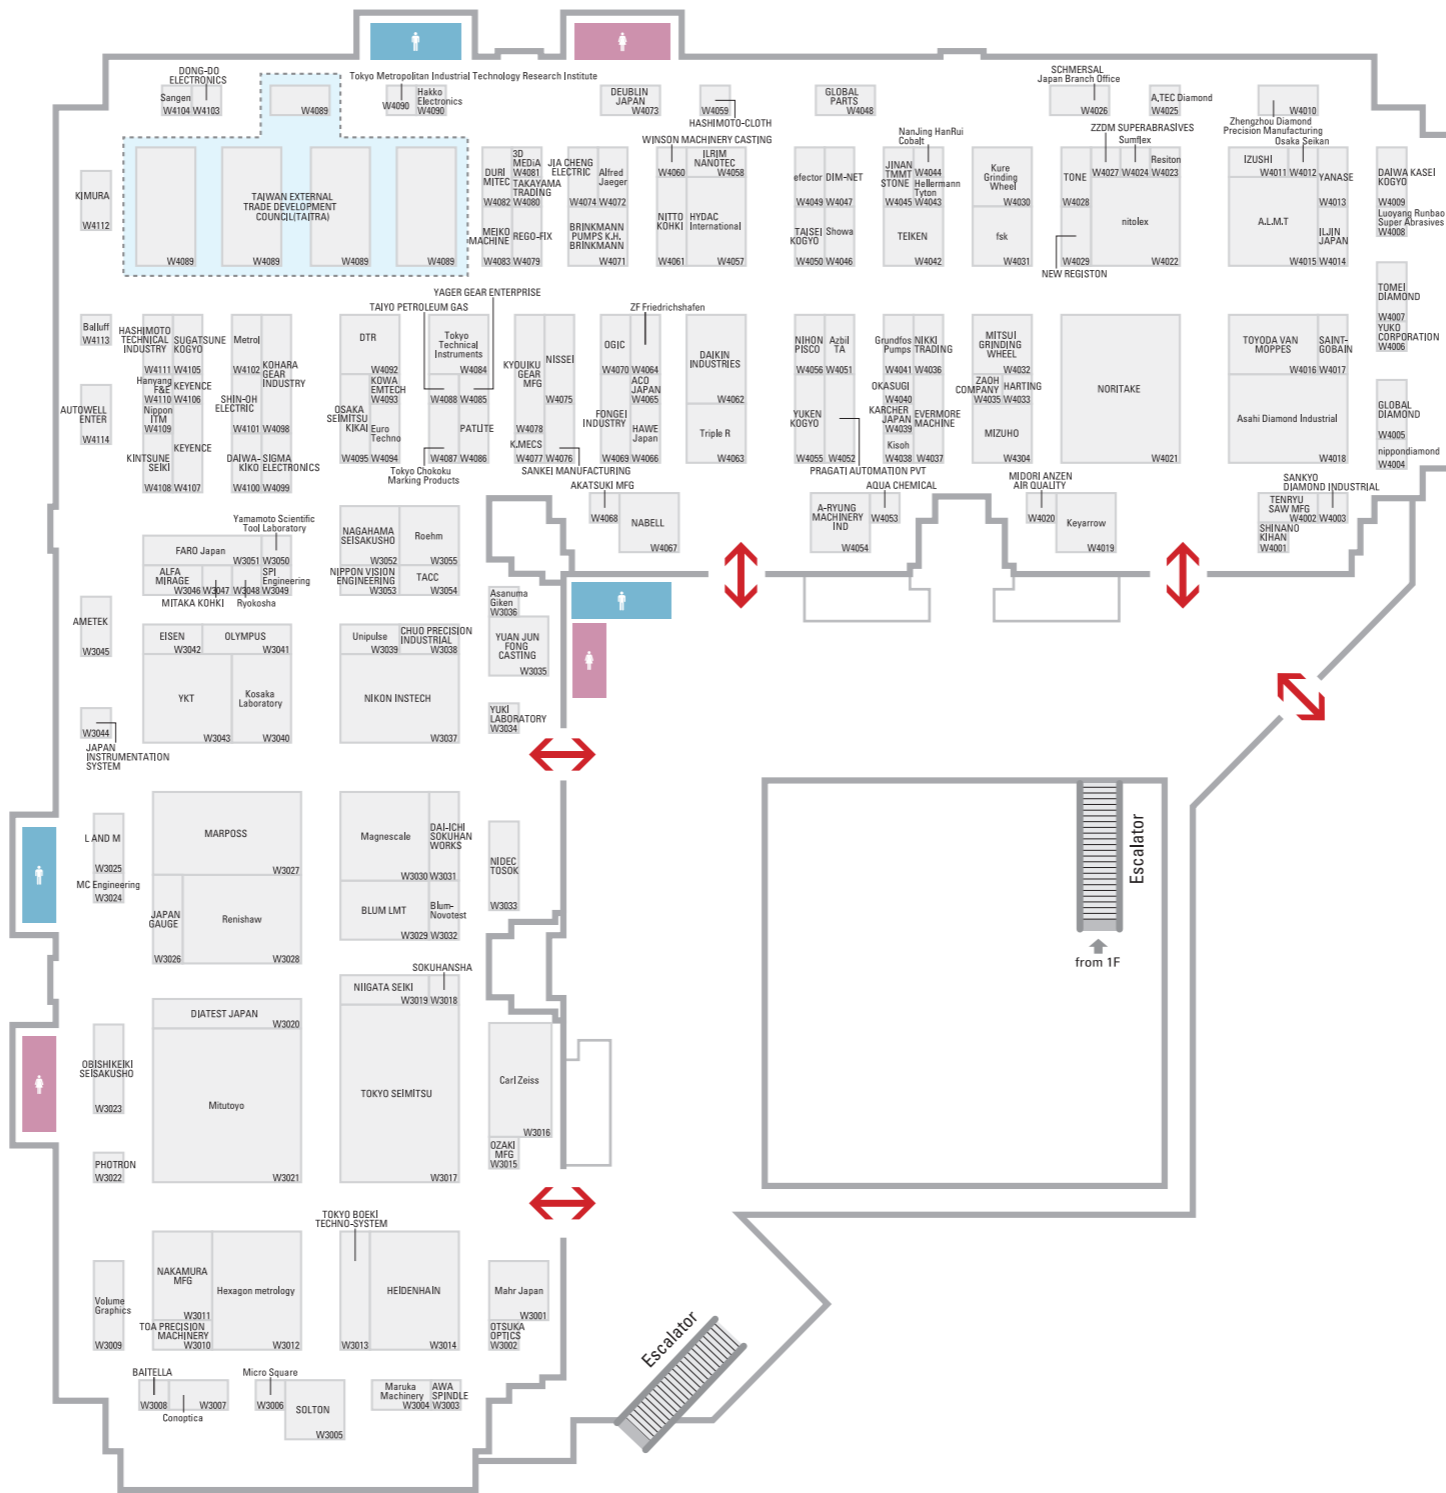 DONG-DO
ELECTRONICS
Sangen
W4104 W4103
W4089
Tokyo Metropolitan Industrial Technology Research Institute
W4090
Hakko
Electronics
W4090
DEUBLIN
JAPAN
W4073
W4059
HASHIMOTO-CLOTH
GLOBAL
PARTS
W4048
SCHMERSAL
Japan Branch Office
W4026
A,TEC Diamond
W4025
W4010
Zhengzhou Diamond
Precision Manufacturing
KIMURA
W4112
TAIWAN EXTERNAL
TRADE DEVELOPMENT
COUNCIL(TAITRA)
W4089
W4089
W4089
W4089
DURI
MITEC
W4082
3D
MEDiA
W4081
TAKAYAMA
TRADING
W4080
MEIKO
MACHINE
W4083
REGO-FIX
W4079
JIA CHENG
ELECTRIC
W4074
Alfred
Jaeger
W4072
BRINKMANN
PUMPS K.H.
BRINKMANN
W4071
WINSON MACHINERY CASTING
W4060
ILRIM
NANOTEC
W4058
NITTO
KOHKI
W4061
HYDAC
International
W4057
efector
W4049
DIM-NET
W4047
TAISEI
KOGYO
W4050
Showa
W4046
NanJing HanRui
Cobalt
JINAN
TMMT
STONE
W4045
W4044
Hellermann
Tyton
W4043
TEIKEN
W4042
Kure
Grinding
Wheel
W4030
fsk
W4031
ZZDM SUPERABRASIVES
Sumflex
TONE
W4028
W4027
W4024
Resiton
W4023
nitolex
W4029
W4022
NEW REGISTON
Osaka Seikan
IZUSHI
W4011
W4012
YANASE
W4013
A.L.M.T
W4015
ILJIN
JAPAN
W4014
DAIWA KASEI
KOGYO
W4009
Luoyang Runbao
Super Abrasives
W4008
TOMEI
DIAMOND
W4007
YUKO
CORPORATION
W4006
GLOBAL
DIAMOND
W4005
nippondiamond
W4004
Balluff
W4113
AUTOWELL
ENTER
W4114
HASHIMOTO
TECHNICAL
INDUSTRY
W4111
SUGATSUNE
KOGYO
W4105
Hanyang
F&E
W4110
KEYENCE
W4106
Nippon
ITM
W4109
KEYENCE
W4107
KINTSUNE
SEIKI
W4108
Metrol
W4102
KOHARA
GEAR
INDUSTRY
SHIN-OH
ELECTRIC
W4101 W4098
DAIWA-
KIKO
W4100
SIGMA
ELECTRONICS
W4099
DTR
W4092
KOWA
EMTECH
W4093
OSAKA
SEIMITSU
KIKAI
W4095
Euro
Techno
W4094
TAIYO PETROLEUM GAS
YAGER GEAR ENTERPRISE
Tokyo
Technical
Instruments
W4084
W4088 W4085
PATLITE
W4087 W4086
Tokyo Chokoku
Marking Products
KYOUIKU
GEAR
MFG
W4078
NISSEI
W4075
K.MECS
W4077 W4076
SANKEI MANUFACTURING
ZF Friedrichshafen
OGIC
W4070 W4064
ACO
JAPAN
W4065
FONGEI
INDUSTRY
W4069
HAWE
Japan
W4066
DAIKIN
INDUSTRIES
W4062
Triple R
W4063
NIHON
PISCO
W4056
Azbil
TA
W4051
YUKEN
KOGYO
W4055 W4052
PRAGATI AUTOMATION PVT
Grundfos
Pumps
W4041
NIKKI
TRADING
W4036
OKASUGI
W4040
KARCHER
JAPAN
W4039
Kisoh
W4038
EVERMORE
MACHINE
W4037
MITSUI
GRINDING
WHEEL
W4032
ZAOH
COMPANY
W4035
HARTING
W4033
MIZUHO
W4304
NORITAKE
W4021
TOYODA VAN
MOPPES
W4016
SAINT-
GOBAIN
W4017
Asahi Diamond Industrial
W4018
AKATSUKI MFG
W4068
NABELL
W4067
A-RYUNG
MACHINERY
IND
W4054
AQUA CHEMICAL
W4053
MIDORI ANZEN
AIR QUALITY
W4020
Keyarrow
W4019
SANKYO
DIAMOND INDUSTRIAL
TENRYU
SAW MFG
W4002 W4003
SHINANO
KIHAN
W4001
Yamamoto Scientific
Tool Laboratory
FARO Japan
W3051 W3050
ALFA
MIRAGE
W3046 W3047 W3048
SPI
Engineering
W3049
MITAKA KOHKI
Ryokosha
NAGAHAMA
SEISAKUSHO
W3052
Roehm
W3055
NIPPON VISION
ENGINEERING
W3053
TACC
W3054
Asanuma
Giken
W3036
YUAN JUN
FONG
CASTING
W3035
YUKI
LABORATORY
W3034
AMETEK
W3045
EISEN
W3042
OLYMPUS
W3041
YKT
W3043
Kosaka
Laboratory
W3040
Unipulse
W3039
CHUO PRECISION
INDUSTRIAL
W3038
NIKON INSTECH
W3037
W3044
JAPAN
INSTRUMENTATION
SYSTEM
L AND M
W3025
MC Engineering
W3024
MARPOSS
W3027
JAPAN
GAUGE
W3026
Renishaw
W3028
Magnescale
W3030
DAI-ICHI
SOKUHAN
WORKS
W3031
BLUM LMT
W3029
Blum-
Novotest
W3032
NIDEC
TOSOK
W3033
Escalator
from 1F
SOKUHANSHA
NIIGATA SEIKI
W3019 W3018
DIATEST JAPAN
W3020
OBISHIKEIKI
SEISAKUSHO
W3023
Mitutoyo
W3021
TOKYO SEIMITSU
W3017
Carl Zeiss
W3016
OZAKI
MFG
W3015
PHOTRON
W3022
TOKYO BOEKI
TECHNO-SYSTEM
Volume
Graphics
W3009
NAKAMURA
MFG
W3011
TOA PRECISION
MACHINERY
W3010
Hexagon metrology
W3012
W3013
HEIDENHAIN
W3014
Mahr Japan
W3001
OTSUKA
OPTICS
W3002
Escalator
BAITELLA
W3008
W3007
Conoptica
Micro Square
W3006
SOLTON
W3005
Maruka
Machinery
W3004
AWA
SPINDLE
W3003